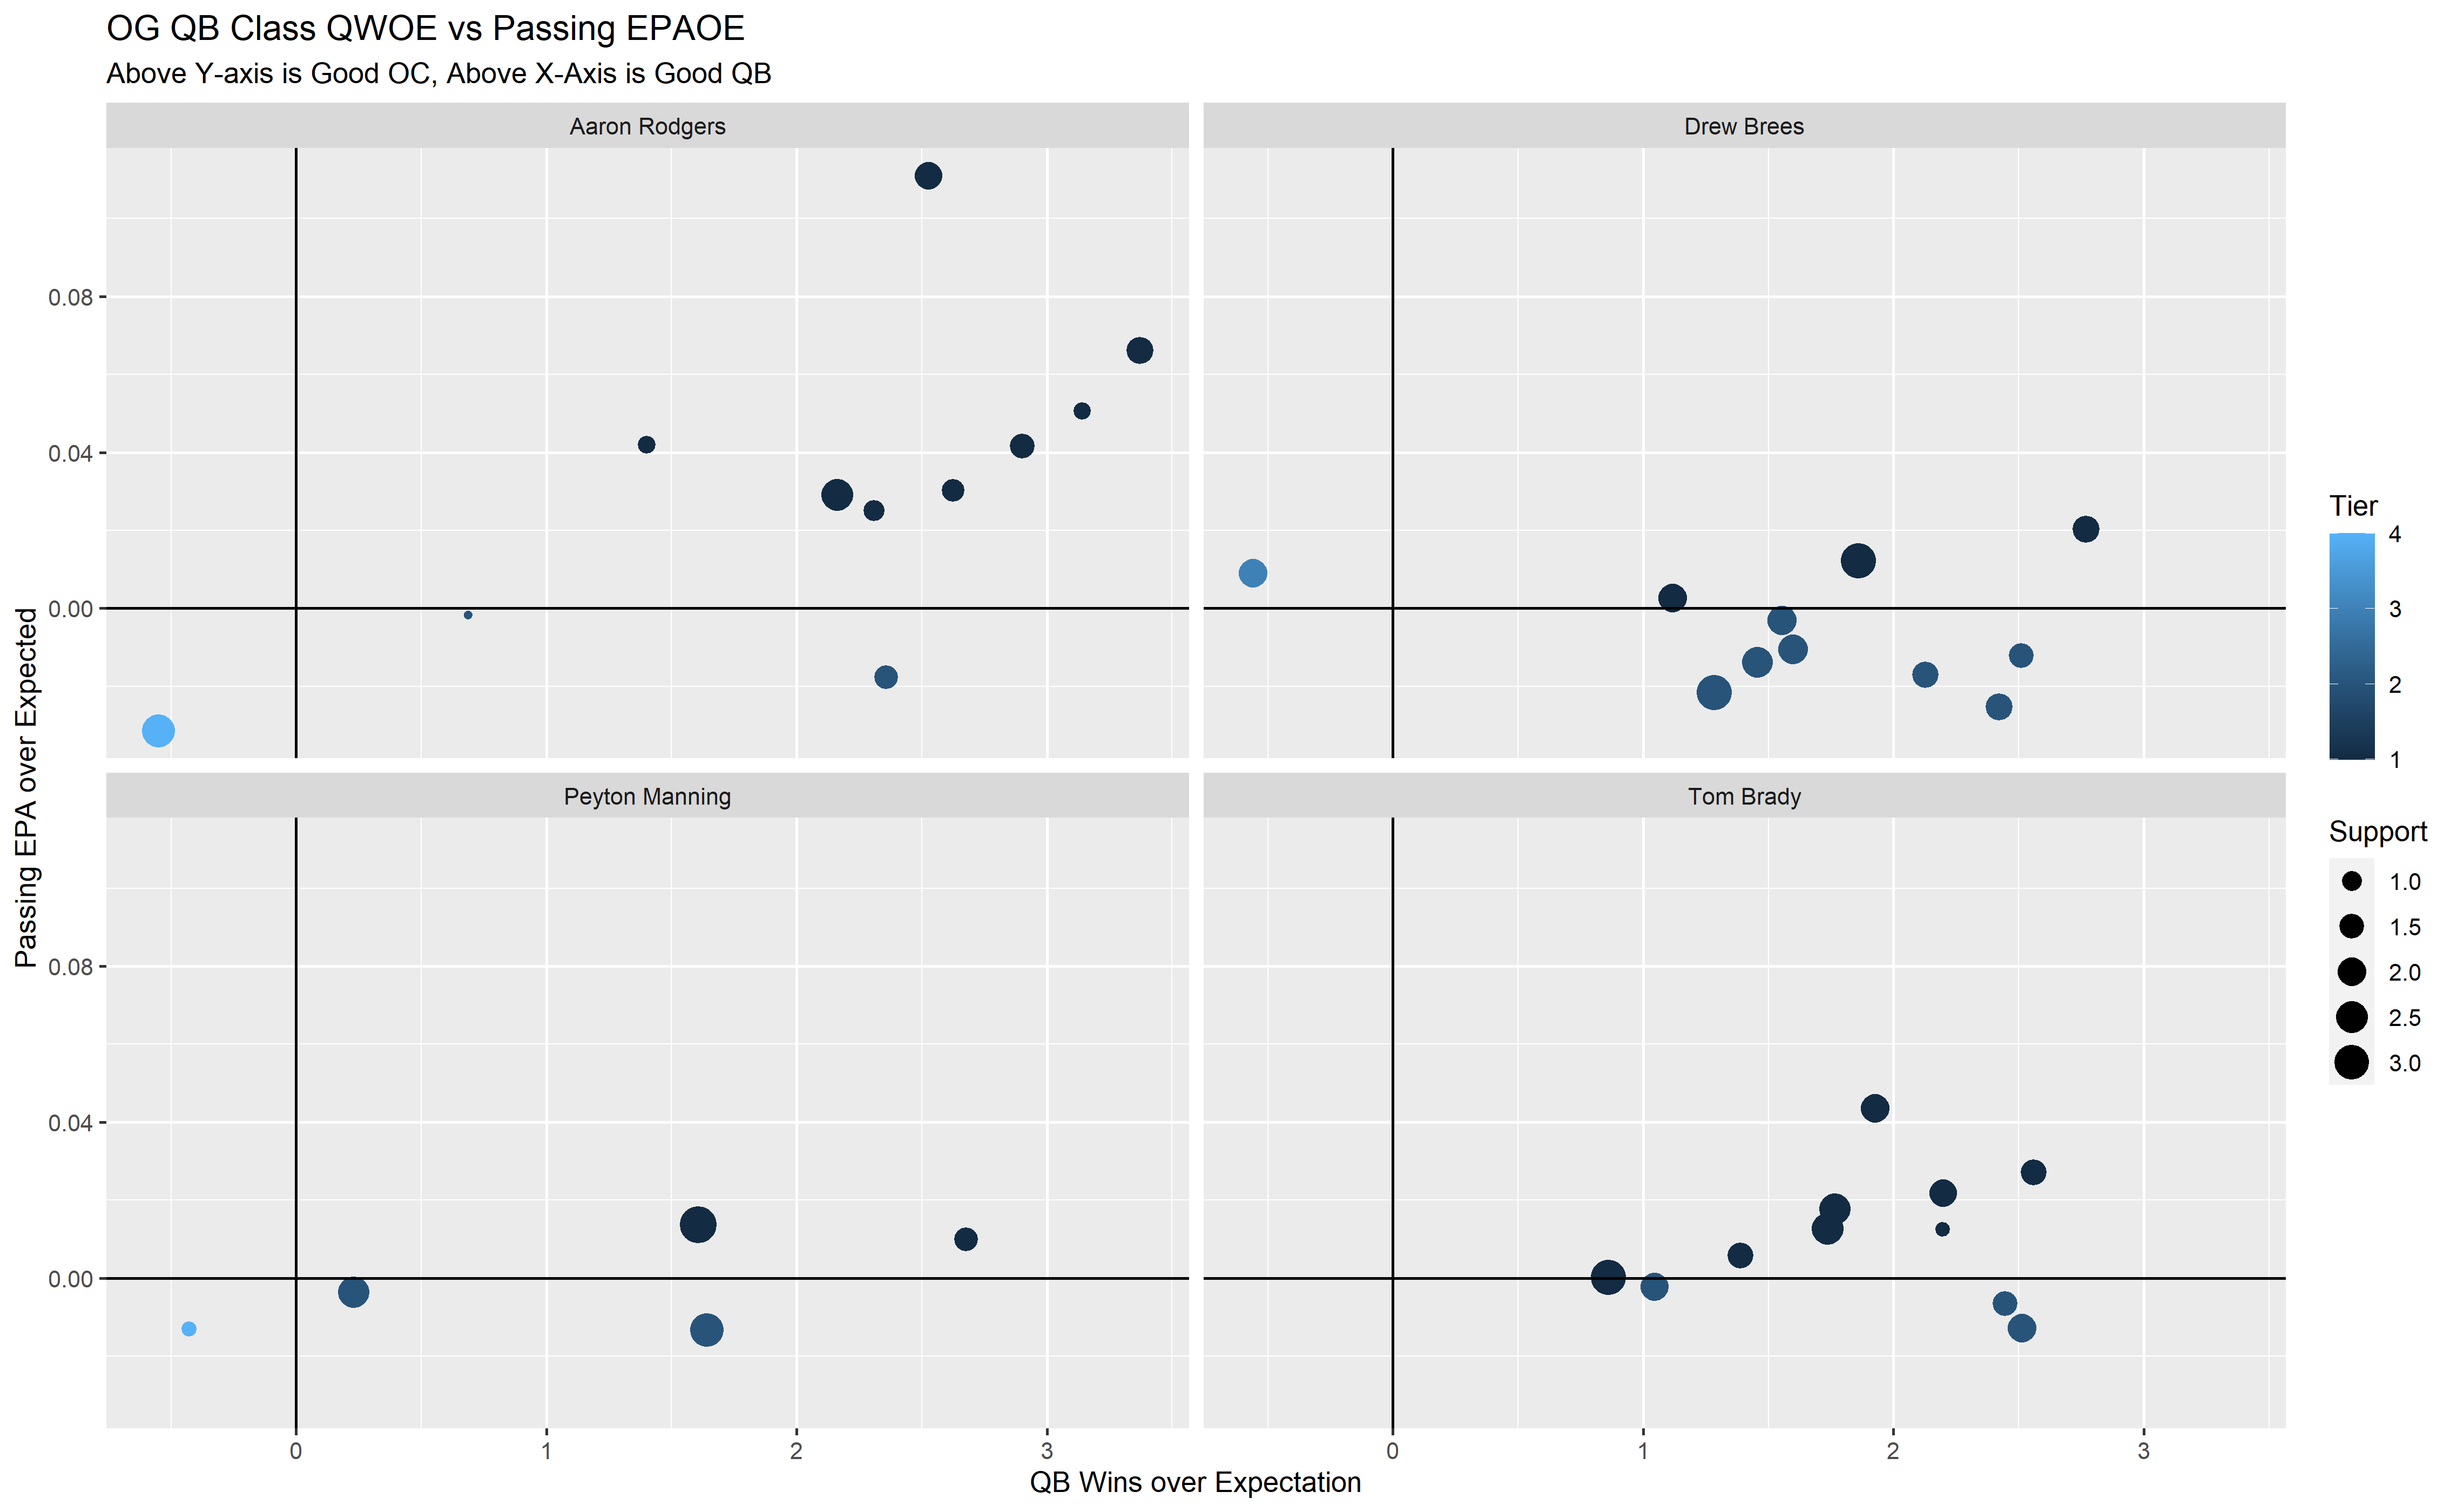 OG QB Class QWOE vs Passing EPAOE
Above Y-axis is Good OC, Above X-Axis is Good QB
Aaron Rodgers
Drew Brees
0.08
0.04
0.00
Peyton Manning
Tom Brady
0.08
0.04
0.00
0
1
2
3
0
1
2
3
QB Wins over Expectation
Passing EPA over Expected
Tier
4
3
2
1
Support
1.0
1.5
2.0
2.5
3.0